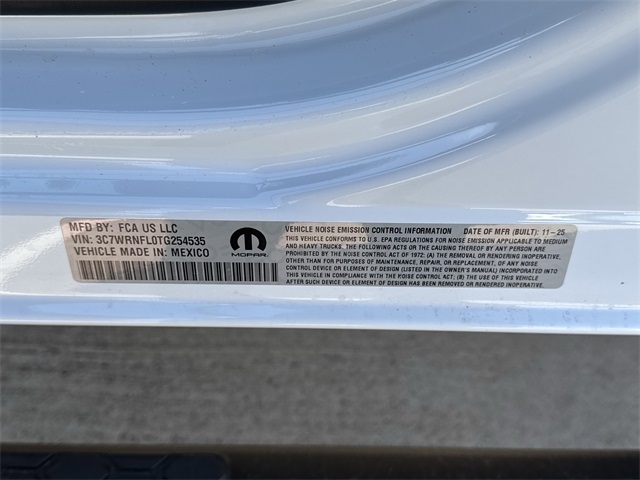 MFD BY: FCA US LLC
VIN: 3C7WRNFL0TG254535
VEHICLE MADE IN: MEXICO
MOPAR
VEHICLE NOISE EMISSION CONTROL INFORMATION DATE OF MFR (BUILT): 11-25
THIS VEHICLE CONFORMS TO U.S. EPA REGULATIONS FOR NOISE EMISSION APPLICABLE TO MEDIUM
AND HEAVY TRUCKS. THE FOLLOWING ACTS OR THE CAUSING THEREOF BY ANY PERSON ARE
PROHIBITED BY THE NOISE CONTROL ACT OF 1972: (A) THE REMOVAL OR RENDERING INOPERATIVE,
OTHER THAN FOR PURPOSES OF MAINTENANCE, REPAIR, OR REPLACEMENT, OF ANY NOISE
CONTROL DEVICE OR ELEMENT OF DESIGN (LISTED IN THE OWNER'S MANUAL) INCORPORATED INTO
THIS VEHICLE IN COMPLIANCE WITH THE NOISE CONTROL ACT; (B) THE USE OF THIS VEHICLE
AFTER SUCH DEVICE OR ELEMENT OF DESIGN HAS BEEN REMOVED OR RENDERED INOPERATIVE.